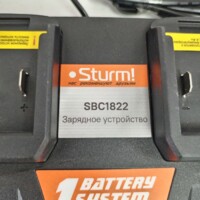 Sturm!
SBC1822
Зарядное устройство
1 BATTERY
SYSTEM